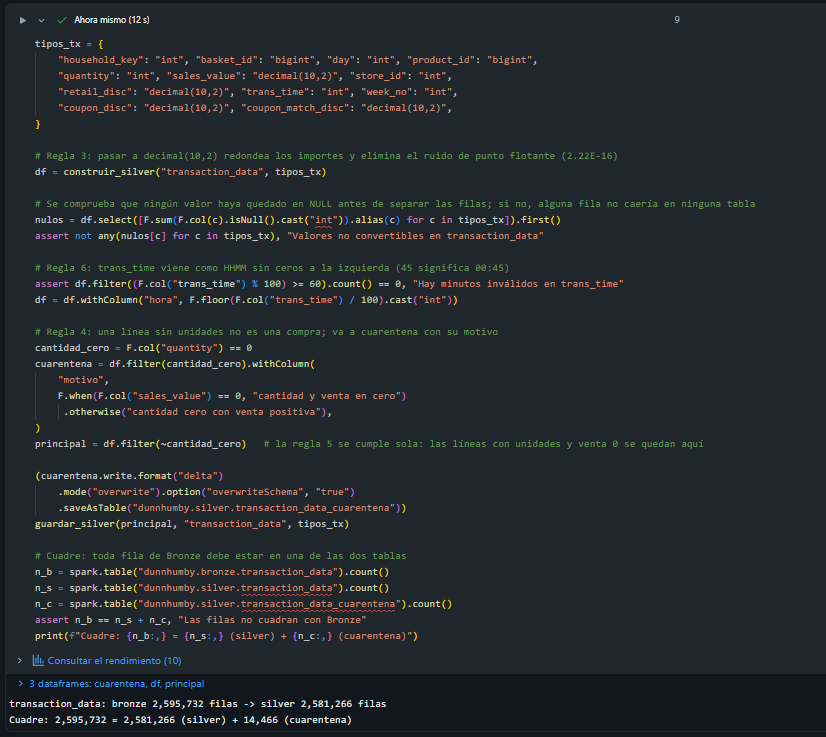 Ahora mismo (12 s)
9
tipos_tx = {
    "household_key": "int", "basket_id": "bigint", "day": "int", "product_id": "bigint",
    "quantity": "int", "sales_value": "decimal(10,2)", "store_id": "int",
    "retail_disc": "decimal(10,2)", "trans_time": "int", "week_no": "int",
    "coupon_disc": "decimal(10,2)", "coupon_match_disc": "decimal(10,2)",
}
# Regla 3: pasar a decimal(10,2) redondea los importes y elimina el ruido de punto flotante (2.22E-16)
df = construir_silver("transaction_data", tipos_tx)
# Se comprueba que ningún valor haya quedado en NULL antes de separar las filas; si no, alguna fila no caería en ninguna tabla
nulos = df.select([F.sum(F.col(c).isNull().cast("int")).alias(c) for c in tipos_tx]).first()
assert not any(nulos[c] for c in tipos_tx), "Valores no convertibles en transaction_data"
# Regla 6: trans_time viene como HHMM sin ceros a la izquierda (45 significa 00:45)
assert df.filter((F.col("trans_time") % 100) >= 60).count() == 0, "Hay minutos inválidos en trans_time"
df = df.withColumn("hora", F.floor(F.col("trans_time") / 100).cast("int"))
# Regla 4: una línea sin unidades no es una compra; va a cuarentena con su motivo
cantidad_cero = F.col("quantity") == 0
cuarentena = df.filter(cantidad_cero).withColumn(
    "motivo",
    F.when(F.col("sales_value") == 0, "cantidad y venta en cero")
     .otherwise("cantidad cero con venta positiva"),
)
principal = df.filter(~cantidad_cero)   # la regla 5 se cumple sola: las líneas con unidades y venta 0 se quedan aquí
(cuarentena.write.format("delta")
    .mode("overwrite").option("overwriteSchema", "true")
    .saveAsTable("dunnhumby.silver.transaction_data_cuarentena"))
guardar_silver(principal, "transaction_data", tipos_tx)
# Cuadre: toda fila de Bronze debe estar en una de las dos tablas
n_b = spark.table("dunnhumby.bronze.transaction_data").count()
n_s = spark.table("dunnhumby.silver.transaction_data").count()
n_c = spark.table("dunnhumby.silver.transaction_data_cuarentena").count()
assert n_b == n_s + n_c, "Las filas no cuadran con Bronze"
print(f"Cuadre: {n_b:,} = {n_s:,} (silver) + {n_c:,} (cuarentena)")
Consultar el rendimiento (10)
3 dataframes: cuarentena, df, principal
transaction_data: bronze 2,595,732 filas -> silver 2,581,266 filas
Cuadre: 2,595,732 = 2,581,266 (silver) + 14,466 (cuarentena)